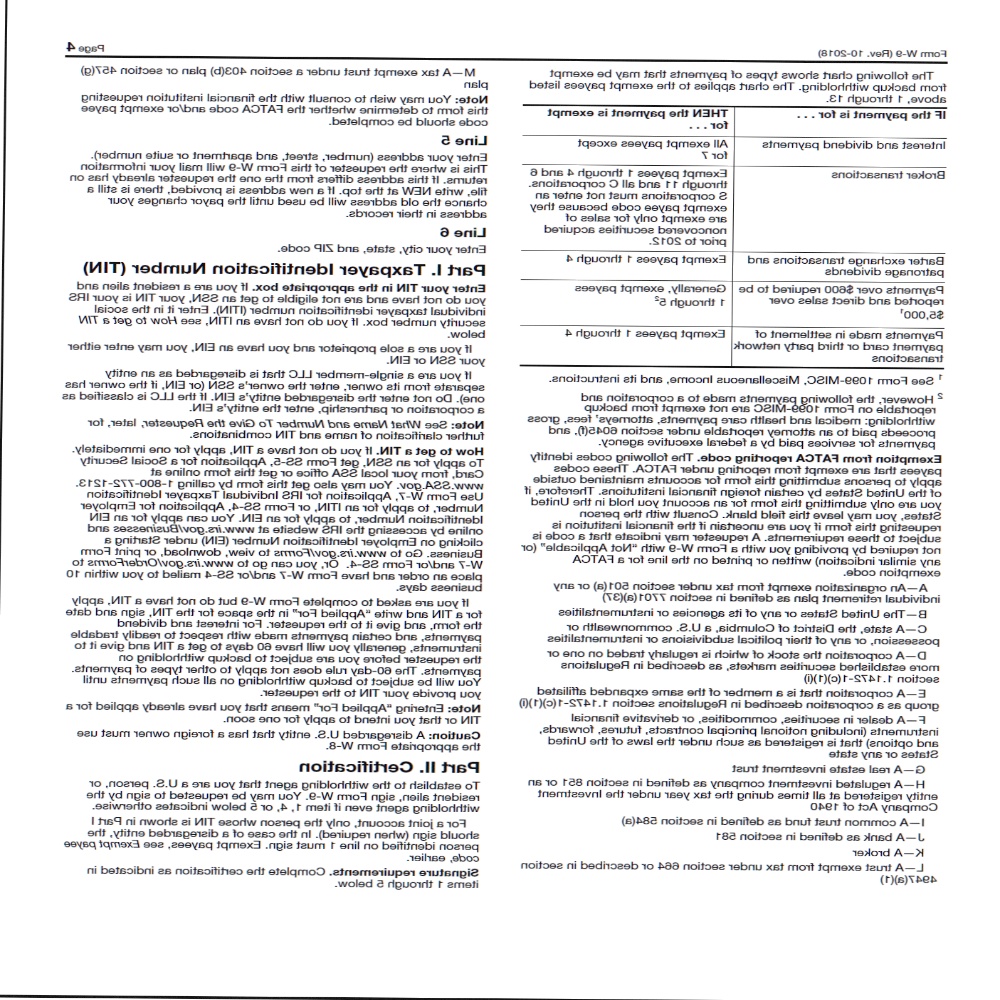 Form W-9 (Rev. 10-2018)
Page 4
The following chart shows types of payments that may be exempt
from backup withholding. The chart applies to the exempt payees listed
above, 1 through 13.
IF the payment is for . . .
THEN the payment is exempt
for . . .
Interest and dividend payments
All exempt payees except
for 7
Broker transactions
Exempt payees 1 through 4 and 6
through 11 and all C corporations.
S corporations must not enter an
exempt payee code because they
are exempt only for sales of
noncovered securities acquired
prior to 2012.
Barter exchange transactions and
patronage dividends
Exempt payees 1 through 4
Payments over $600 required to be
reported and direct sales over
$5,000¹
Generally, exempt payees
1 through 5²
Payments made in settlement of
payment card or third party network
transactions
Exempt payees 1 through 4
¹ See Form 1099-MISC, Miscellaneous Income, and its instructions.
² However, the following payments made to a corporation and
reportable on Form 1099-MISC are not exempt from backup
withholding: medical and health care payments, attorneys' fees, gross
proceeds paid to an attorney reportable under section 6045(f), and
payments for services paid by a federal executive agency.
Exemption from FATCA reporting code. The following codes identify
payees that are exempt from reporting under FATCA. These codes
apply to persons submitting this form for accounts maintained outside
of the United States by certain foreign financial institutions. Therefore, if
you are only submitting this form for an account you hold in the United
States, you may leave this field blank. Consult with the person
requesting this form if you are uncertain if the financial institution is
subject to these requirements. A requester may indicate that a code is
not required by providing you with a Form W-9 with “Not Applicable” (or
any similar indication) written or printed on the line for a FATCA
exemption code.
A—An organization exempt from tax under section 501(a) or any
individual retirement plan as defined in section 7701(a)(37)
B—The United States or any of its agencies or instrumentalities
C—A state, the District of Columbia, a U.S. commonwealth or
possession, or any of their political subdivisions or instrumentalities
D—A corporation the stock of which is regularly traded on one or
more established securities markets, as described in Regulations
section 1.1472-1(c)(1)(i)
E—A corporation that is a member of the same expanded affiliated
group as a corporation described in Regulations section 1.1472-1(c)(1)(i)
F—A dealer in securities, commodities, or derivative financial
instruments (including notional principal contracts, futures, forwards,
and options) that is registered as such under the laws of the United
States or any state
G—A real estate investment trust
H—A regulated investment company as defined in section 851 or an
entity registered at all times during the tax year under the Investment
Company Act of 1940
I—A common trust fund as defined in section 584(a)
J—A bank as defined in section 581
K—A broker
L—A trust exempt from tax under section 664 or described in section
4947(a)(1)
M—A tax exempt trust under a section 403(b) plan or section 457(g)
plan
Note: You may wish to consult with the financial institution requesting
this form to determine whether the FATCA code and/or exempt payee
code should be completed.
Line 5
Enter your address (number, street, and apartment or suite number).
This is where the requester of this Form W-9 will mail your information
returns. If this address differs from the one the requester already has on
file, write NEW at the top. If a new address is provided, there is still a
chance the old address will be used until the payor changes your
address in their records.
Line 6
Enter your city, state, and ZIP code.
Part I. Taxpayer Identification Number (TIN)
Enter your TIN in the appropriate box. If you are a resident alien and
you do not have and are not eligible to get an SSN, your TIN is your IRS
individual taxpayer identification number (ITIN). Enter it in the social
security number box. If you do not have an ITIN, see How to get a TIN
below.
If you are a sole proprietor and you have an EIN, you may enter either
your SSN or EIN.
If you are a single-member LLC that is disregarded as an entity
separate from its owner, enter the owner's SSN (or EIN, if the owner has
one). Do not enter the disregarded entity's EIN. If the LLC is classified as
a corporation or partnership, enter the entity's EIN.
Note: See What Name and Number To Give the Requester, later, for
further clarification of name and TIN combinations.
How to get a TIN. If you do not have a TIN, apply for one immediately.
To apply for an SSN, get Form SS-5, Application for a Social Security
Card, from your local SSA office or get this form online at
www.SSA.gov. You may also get this form by calling 1-800-772-1213.
Use Form W-7, Application for IRS Individual Taxpayer Identification
Number, to apply for an ITIN, or Form SS-4, Application for Employer
Identification Number, to apply for an EIN. You can apply for an EIN
online by accessing the IRS website at www.irs.gov/Businesses and
clicking on Employer Identification Number (EIN) under Starting a
Business. Go to www.irs.gov/Forms to view, download, or print Form
W-7 and/or Form SS-4. Or, you can go to www.irs.gov/OrderForms to
place an order and have Form W-7 and/or SS-4 mailed to you within 10
business days.
If you are asked to complete Form W-9 but do not have a TIN, apply
for a TIN and write “Applied For” in the space for the TIN, sign and date
the form, and give it to the requester. For interest and dividend
payments, and certain payments made with respect to readily tradable
instruments, generally you will have 60 days to get a TIN and give it to
the requester before you are subject to backup withholding on
payments. The 60-day rule does not apply to other types of payments.
You will be subject to backup withholding on all such payments until
you provide your TIN to the requester.
Note: Entering “Applied For” means that you have already applied for a
TIN or that you intend to apply for one soon.
Caution: A disregarded U.S. entity that has a foreign owner must use
the appropriate Form W-8.
Part II. Certification
To establish to the withholding agent that you are a U.S. person, or
resident alien, sign Form W-9. You may be requested to sign by the
withholding agent even if item 1, 4, or 5 below indicates otherwise.
For a joint account, only the person whose TIN is shown in Part I
should sign (when required). In the case of a disregarded entity, the
person identified on line 1 must sign. Exempt payees, see Exempt payee
code, earlier.
Signature requirements. Complete the certification as indicated in
items 1 through 5 below.